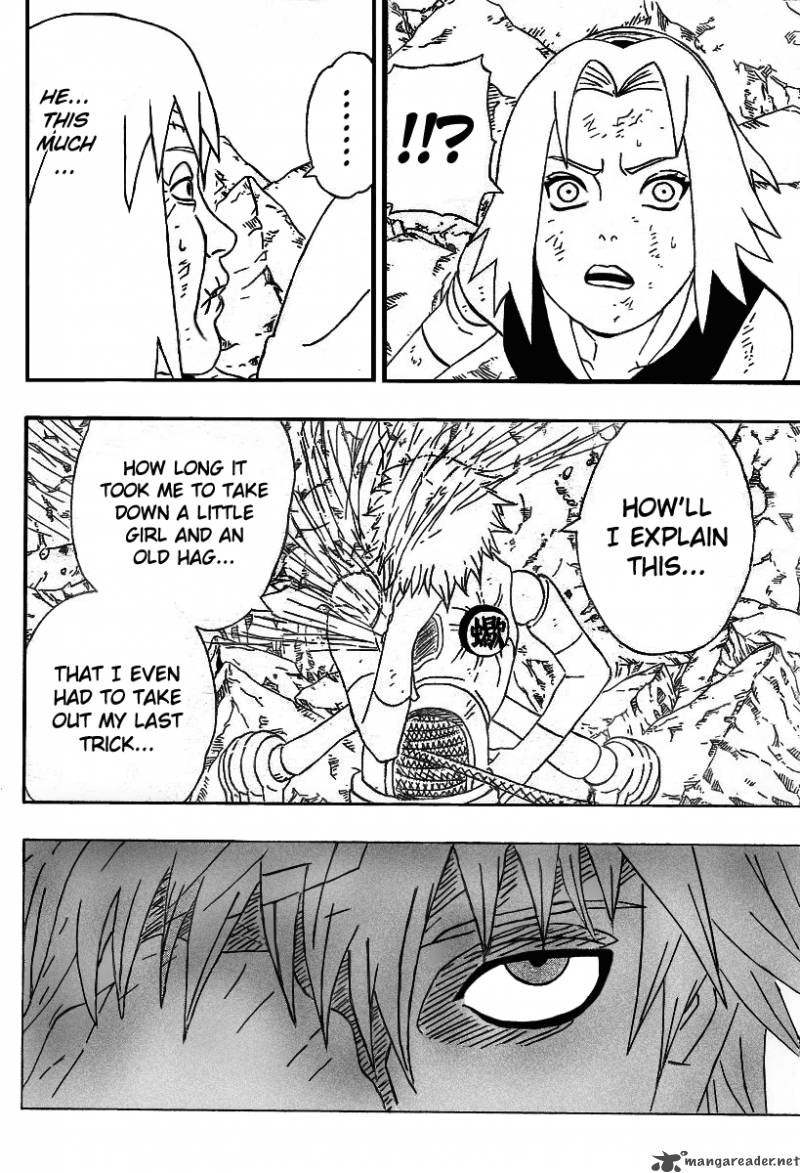 !!?
......
HE...
THIS
MUCH
...
HOW'LL
I EXPLAIN
THIS...
HOW LONG IT
TOOK ME TO TAKE
DOWN A LITTLE
GIRL AND AN
OLD HAG...
THAT I EVEN
HAD TO TAKE
OUT MY LAST
TRICK...
蠍
mangareader.net